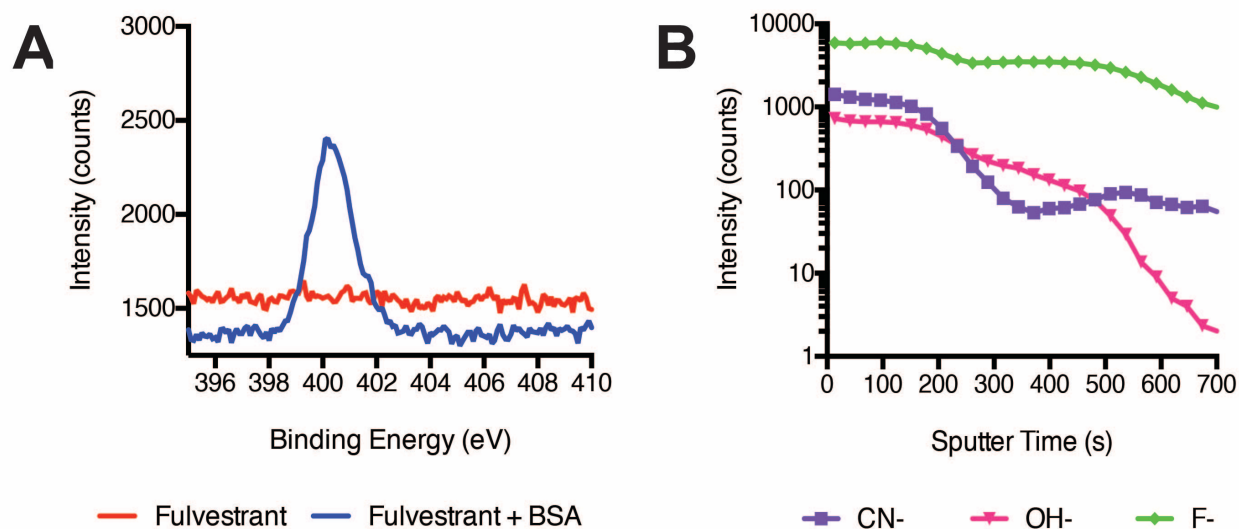 A
3000
2500
2000
1500
Intensity (counts)
396 398 400 402 404 406 408 410
Binding Energy (eV)
Fulvestrant Fulvestrant + BSA
B
10000
1000
100
10
1
Intensity (counts)
0 100 200 300 400 500 600 700
Sputter Time (s)
CN- OH- F-